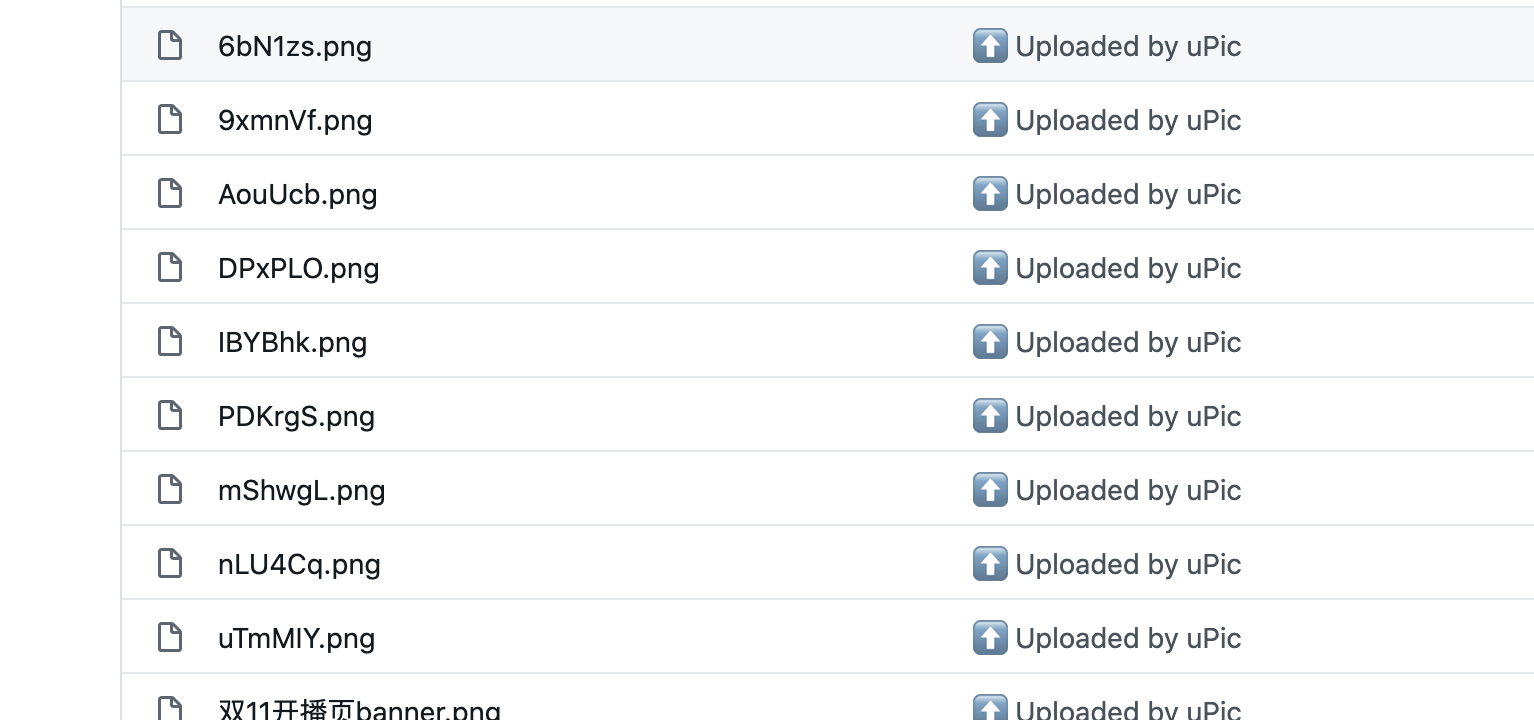 6bN1zs.png ⬆️ Uploaded by uPic
9xmnVf.png ⬆️ Uploaded by uPic
AouUcb.png ⬆️ Uploaded by uPic
DPxPLO.png ⬆️ Uploaded by uPic
IBYBhk.png ⬆️ Uploaded by uPic
PDKrgS.png ⬆️ Uploaded by uPic
mShwgL.png ⬆️ Uploaded by uPic
nLU4Cq.png ⬆️ Uploaded by uPic
uTmMIY.png ⬆️ Uploaded by uPic
双11开播页banner.png ⬆️ Uploaded by uPic